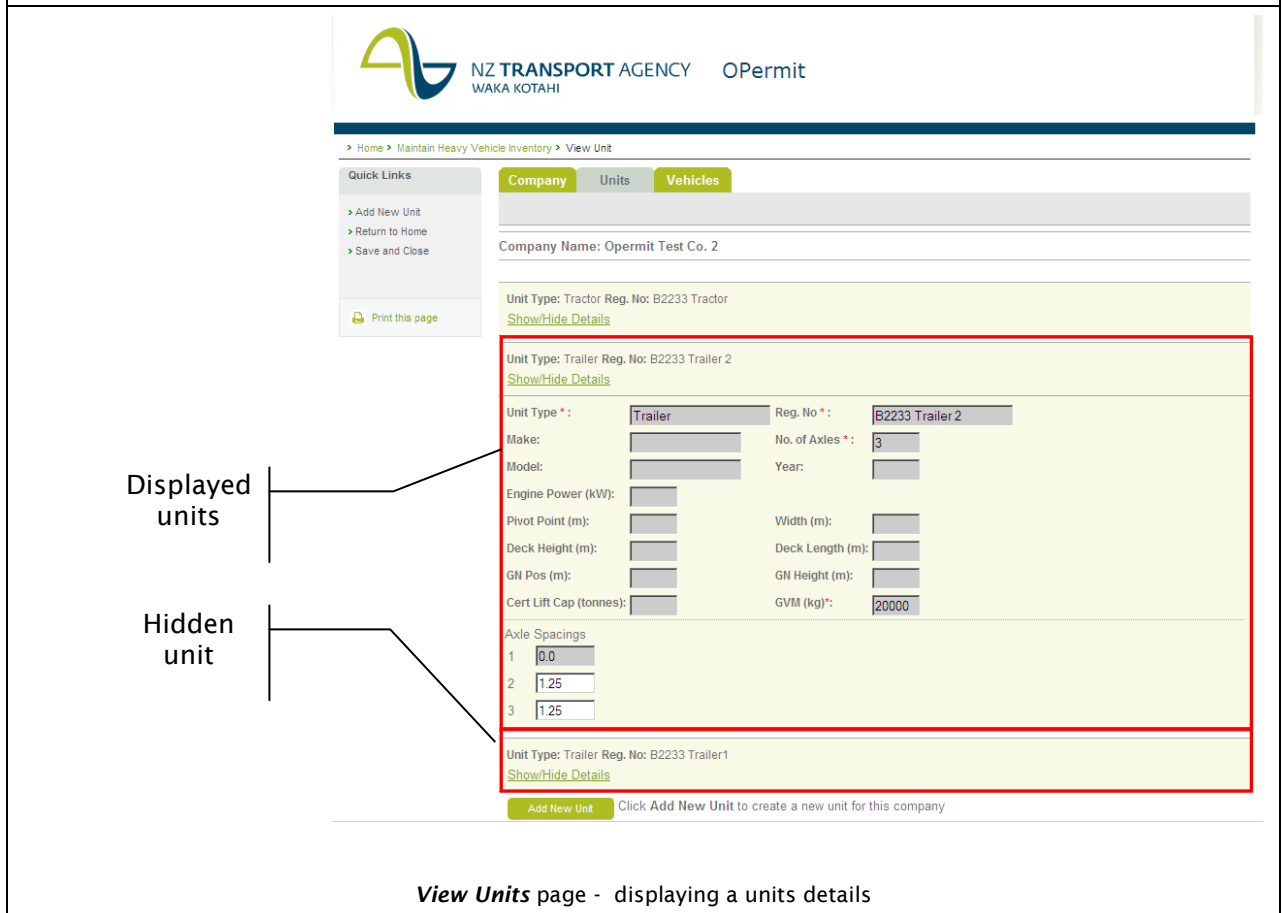 NZ TRANSPORT AGENCY
WAKA KOTAHI
OPermit
> Home > Maintain Heavy Vehicle Inventory > View Unit
Quick Links
> Add New Unit
> Return to Home
> Save and Close
Print this page
Company Units Vehicles
Company Name: Opermit Test Co. 2
Unit Type: Tractor Reg. No: B2233 Tractor
Show/Hide Details
Unit Type: Trailer Reg. No: B2233 Trailer 2
Show/Hide Details
Unit Type * : Trailer Reg. No * : B2233 Trailer 2
Make: No. of Axles * : 3
Model: Year:
Engine Power (kW):
Pivot Point (m): Width (m):
Deck Height (m): Deck Length (m):
GN Pos (m): GN Height (m):
Cert Lift Cap (tonnes): GVM (kg)*: 20000
Axle Spacings
1 0.0
2 1.25
3 1.25
Unit Type: Trailer Reg. No: B2233 Trailer1
Show/Hide Details
Add New Unit Click Add New Unit to create a new unit for this company
Displayed
units
Hidden
unit
View Units page - displaying a units details